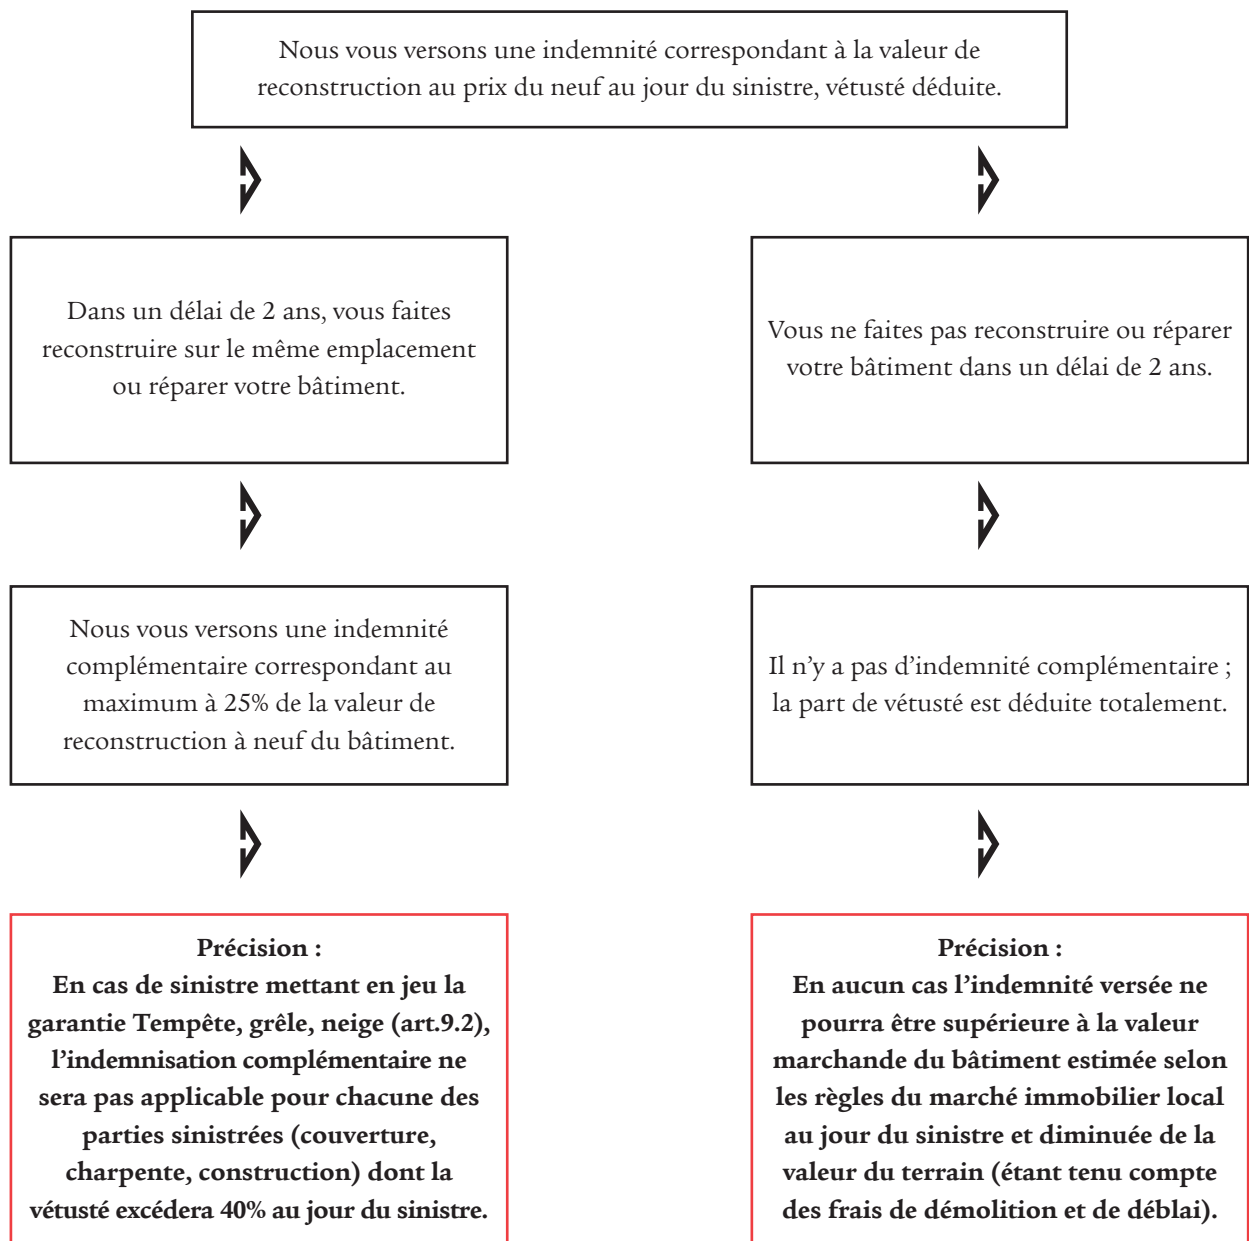 Nous vous versons une indemnité correspondant à la valeur de
reconstruction au prix du neuf au jour du sinistre, vétusté déduite.
Dans un délai de 2 ans, vous faites
reconstruire sur le même emplacement
ou réparer votre bâtiment.
Vous ne faites pas reconstruire ou réparer
votre bâtiment dans un délai de 2 ans.
Nous vous versons une indemnité
complémentaire correspondant au
maximum à 25% de la valeur de
reconstruction à neuf du bâtiment.
Il n’y a pas d’indemnité complémentaire ;
la part de vétusté est déduite totalement.
Précision :
En cas de sinistre mettant en jeu la
garantie Tempête, grêle, neige (art.9.2),
l’indemnisation complémentaire ne
sera pas applicable pour chacune des
parties sinistrées (couverture,
charpente, construction) dont la
vétusté excédera 40% au jour du sinistre.
Précision :
En aucun cas l’indemnité versée ne
pourra être supérieure à la valeur
marchande du bâtiment estimée selon
les règles du marché immobilier local
au jour du sinistre et diminuée de la
valeur du terrain (étant tenu compte
des frais de démolition et de déblai).